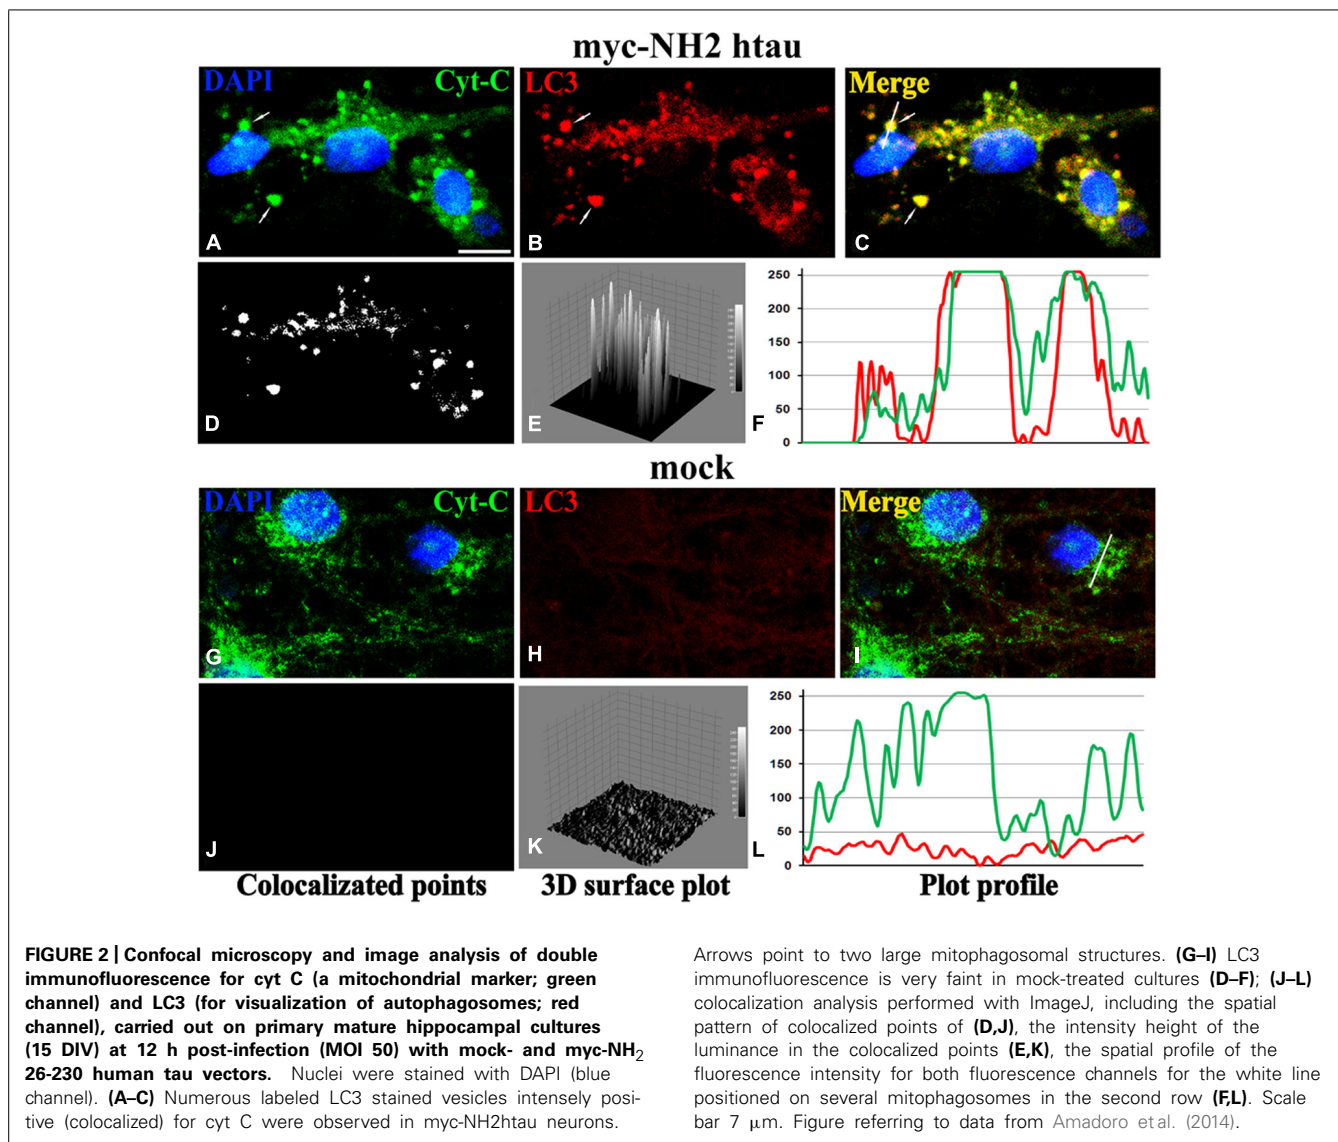 myc-NH2 htau
DAPI Cyt-C LC3 Merge
A B C
D E F
250
200
150
100
50
0
mock
DAPI Cyt-C LC3 Merge
G H I
J K L
250
200
150
100
50
0
Colocalizated points 3D surface plot Plot profile
FIGURE 2 | Confocal microscopy and image analysis of double
immunofluorescence for cyt C (a mitochondrial marker; green
channel) and LC3 (for visualization of autophagosomes; red
channel), carried out on primary mature hippocampal cultures
(15 DIV) at 12 h post-infection (MOI 50) with mock- and myc-NH₂
26-230 human tau vectors. Nuclei were stained with DAPI (blue
channel). (A–C) Numerous labeled LC3 stained vesicles intensely posi-
tive (colocalized) for cyt C were observed in myc-NH2htau neurons.
Arrows point to two large mitophagosomal structures. (G–I) LC3
immunofluorescence is very faint in mock-treated cultures (D–F); (J–L)
colocalization analysis performed with ImageJ, including the spatial
pattern of colocalized points of (D,J), the intensity height of the
luminance in the colocalized points (E,K), the spatial profile of the
fluorescence intensity for both fluorescence channels for the white line
positioned on several mitophagosomes in the second row (F,L). Scale
bar 7 μm. Figure referring to data from Amadoro et al. (2014).